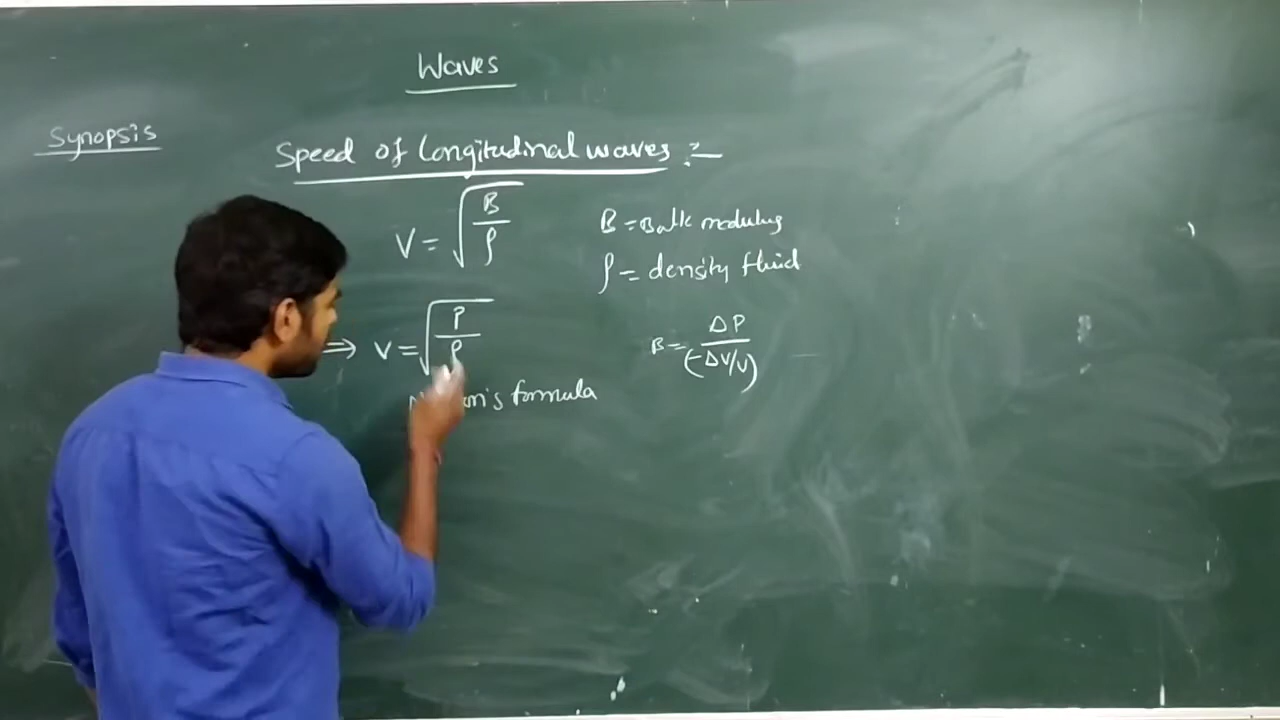 Waves
Synopsis
Speed of Longitudinal waves :-
V = √(B/ρ)
B = Bulk modulus
ρ = density fluid
⇒ V = √(P/ρ)
B = ΔP/(-ΔV/V)
formula